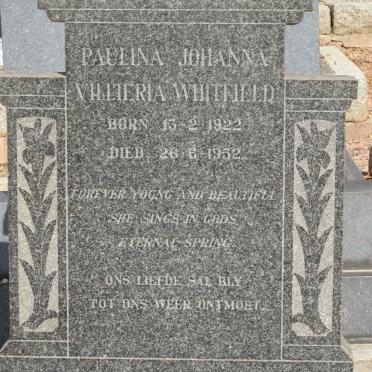 PAULINA JOHANNA
VILLIERIA WHITFIELD
BORN 13-2-1922
DIED 26-6-1952
FOREVER YOUNG AND BEAUTIFUL
SHE SINGS IN GODS
ETERNAL SPRING.
ONS LIEFDE SAL BLY
TOT ONS WEER ONTMOET.